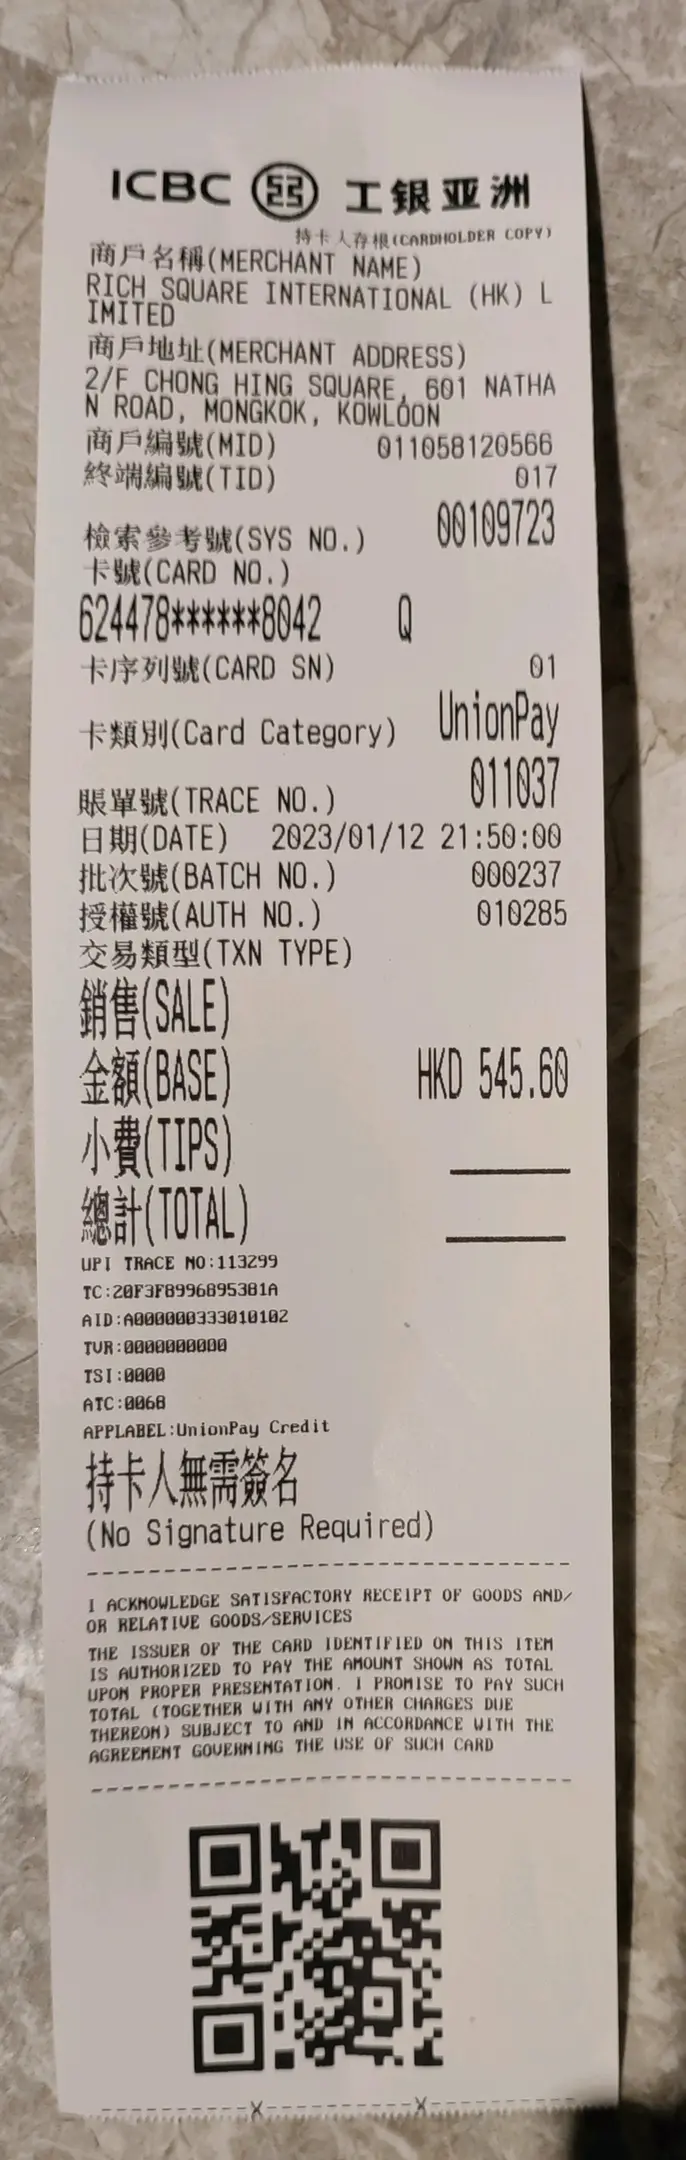 ICBC 工银亚洲
持卡人存根(CARDHOLDER COPY)
商戶名稱(MERCHANT NAME)
RICH SQUARE INTERNATIONAL (HK) L
IMITED
商戶地址(MERCHANT ADDRESS)
2/F CHONG HING SQUARE, 601 NATHA
N ROAD, MONGKOK, KOWLOON
商戶編號(MID) 011058120566
終端編號(TID) 017
檢索參考號(SYS NO.) 00109723
卡號(CARD NO.)
624478******8042 Q
卡序列號(CARD SN) 01
卡類別(Card Category) UnionPay
賬單號(TRACE NO.) 011037
日期(DATE) 2023/01/12 21:50:00
批次號(BATCH NO.) 000237
授權號(AUTH NO.) 010285
交易類型(TXN TYPE)
銷售(SALE)
金額(BASE) HKD 545.60
小費(TIPS)
總計(TOTAL)
UPI TRACE NO:113299
TC:20F3F8996895381A
AID:A000000333010102
TVR:0000000000
TSI:0000
ATC:0068
APPLABEL:UnionPay Credit
持卡人無需簽名
(No Signature Required)
I ACKNOWLEDGE SATISFACTORY RECEIPT OF GOODS AND/
OR RELATIVE GOODS/SERVICES
THE ISSUER OF THE CARD IDENTIFIED ON THIS ITEM
IS AUTHORIZED TO PAY THE AMOUNT SHOWN AS TOTAL
UPON PROPER PRESENTATION. I PROMISE TO PAY SUCH
TOTAL (TOGETHER WITH ANY OTHER CHARGES DUE
THEREON) SUBJECT TO AND IN ACCORDANCE WITH THE
AGREEMENT GOVERNING THE USE OF SUCH CARD